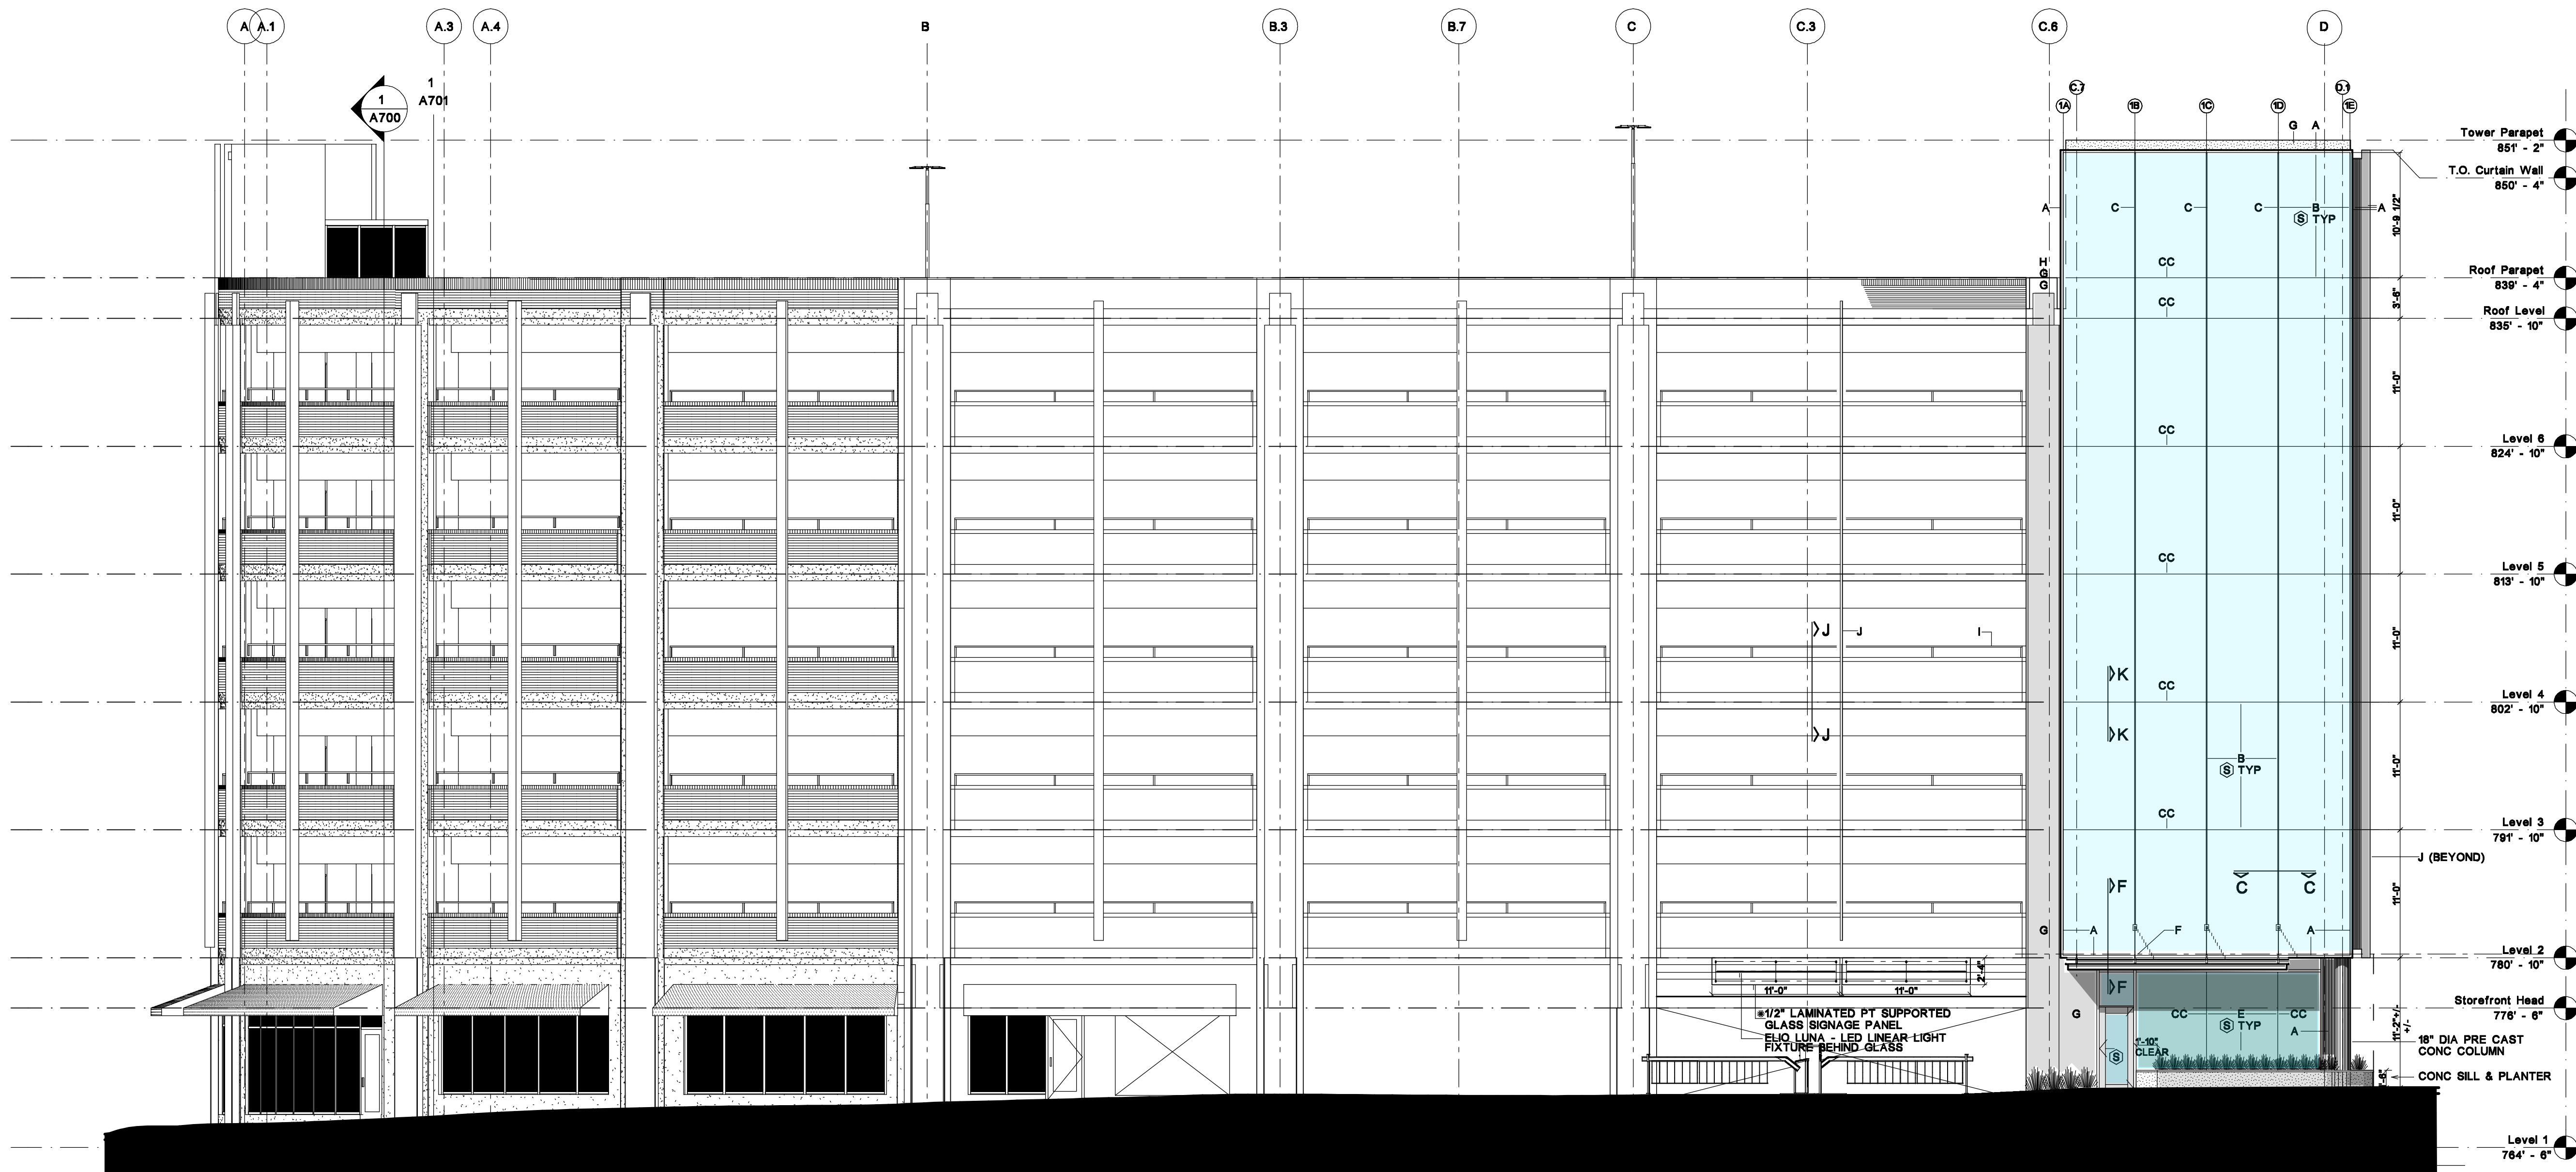 A
A.1
A.3
A.4
B
B.3
B.7
C
C.3
C.6
D
1
A700
1
A701
C.7
1A
1B
1C
1D
D.1
1E
G
A
Tower Parapet
851' - 2"
T.O. Curtain Wall
850' - 4"
A
C
C
C
B
S TYP
A
10'-9 1/2"
H
G
G
CC
Roof Parapet
839' - 4"
3'-6"
CC
Roof Level
835' - 10"
11'-0"
CC
Level 6
824' - 10"
11'-0"
CC
Level 5
813' - 10"
11'-0"
J
J
I
K
CC
Level 4
802' - 10"
J
K
B
S TYP
11'-0"
CC
Level 3
791' - 10"
J (BEYOND)
F
C
C
11'-0"
G
A
F
A
Level 2
780' - 10"
2'-4"
11'-0"
11'-0"
F
Storefront Head
776' - 6"
1/2" LAMINATED PT SUPPORTED
GLASS SIGNAGE PANEL
ELIO LUNA - LED LINEAR LIGHT
FIXTURE BEHIND GLASS
G
CC
E
CC
S TYP
A
11'-2"+/-
+/-
18" DIA PRE CAST
CONC COLUMN
S
1'-10"
CLEAR
CONC SILL & PLANTER
Level 1
764' - 6"